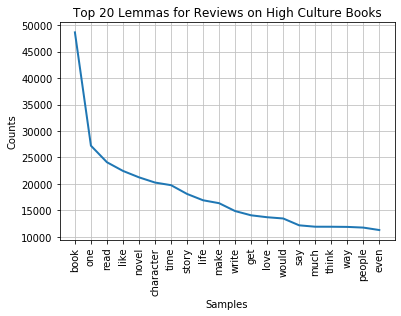 Top 20 Lemmas for Reviews on High Culture Books
50000
45000
40000
35000
30000
25000
20000
15000
10000
Counts
book
one
read
like
novel
character
time
story
life
make
write
get
love
would
say
much
think
way
people
even
Samples